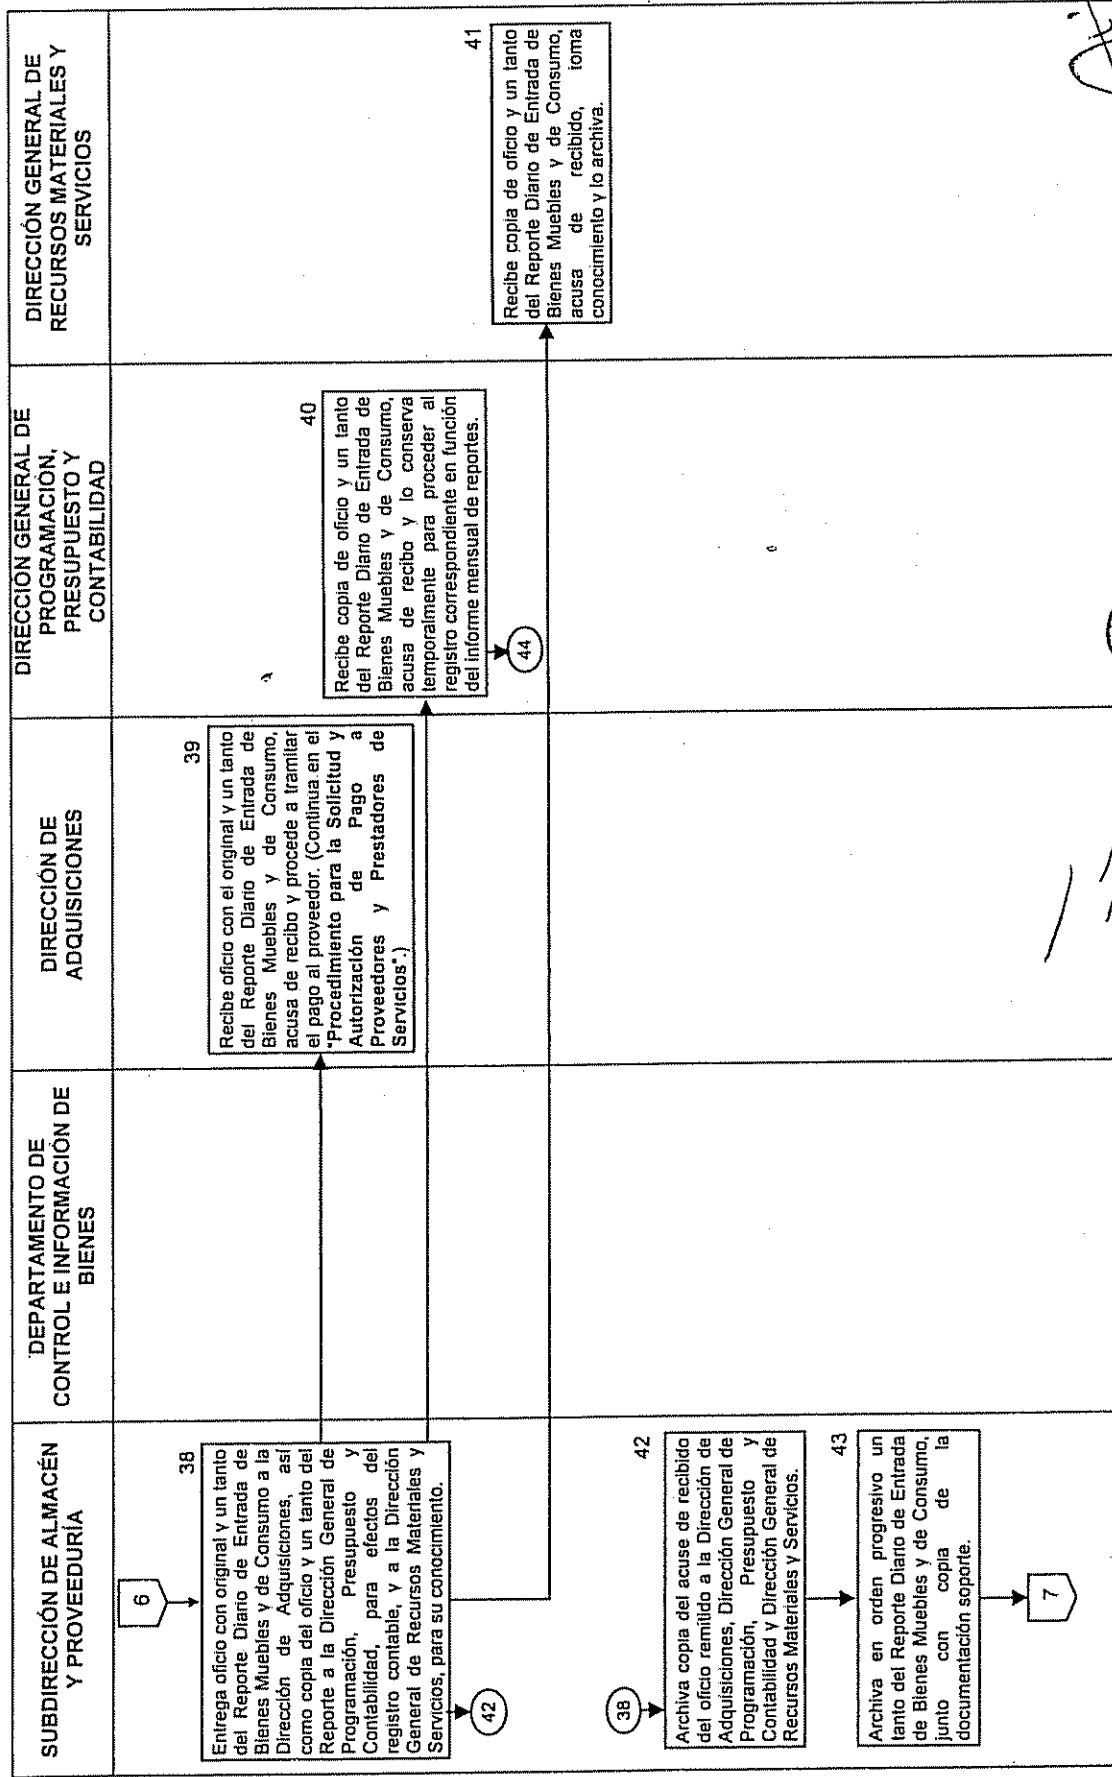 SUBDIRECCIÓN DE ALMACÉN
Y PROVEEDURÍA
DEPARTAMENTO DE
CONTROL E INFORMACIÓN DE
BIENES
DIRECCIÓN DE
ADQUISICIONES
DIRECCIÓN GENERAL DE
PROGRAMACIÓN,
PRESUPUESTO Y
CONTABILIDAD
DIRECCIÓN GENERAL DE
RECURSOS MATERIALES Y
SERVICIOS
6
38
Entrega oficio con original y un tanto
del Reporte Diario de Entrada de
Bienes Muebles y de Consumo a la
Dirección de Adquisiciones, así
como copia del oficio y un tanto del
Reporte a la Dirección General de
Programación, Presupuesto y
Contabilidad, para efectos del
registro contable, y a la Dirección
General de Recursos Materiales y
Servicios, para su conocimiento.
42
39
Recibe oficio con el original y un tanto
del Reporte Diario de Entrada de
Bienes Muebles y de Consumo,
acusa de recibo y procede a tramitar
el pago al proveedor. (Continua en el
"Procedimiento para la Solicitud y
Autorización de Pago a
Proveedores y Prestadores de
Servicios".)
40
Recibe copia de oficio y un tanto
del Reporte Diario de Entrada de
Bienes Muebles y de Consumo,
acusa de recibo y lo conserva
temporalmente para proceder al
registro correspondiente en función
del informe mensual de reportes.
44
41
Recibe copia de oficio y un tanto
del Reporte Diario de Entrada de
Bienes Muebles y de Consumo,
acusa de recibido, toma
conocimiento y lo archiva.
38
42
Archiva copia del acuse de recibido
del oficio remitido a la Dirección de
Adquisiciones, Dirección General de
Programación, Presupuesto y
Contabilidad y Dirección General de
Recursos Materiales y Servicios.
43
Archiva en orden progresivo un
tanto del Reporte Diario de Entrada
de Bienes Muebles y de Consumo,
junto con copia de la
documentación soporte.
7